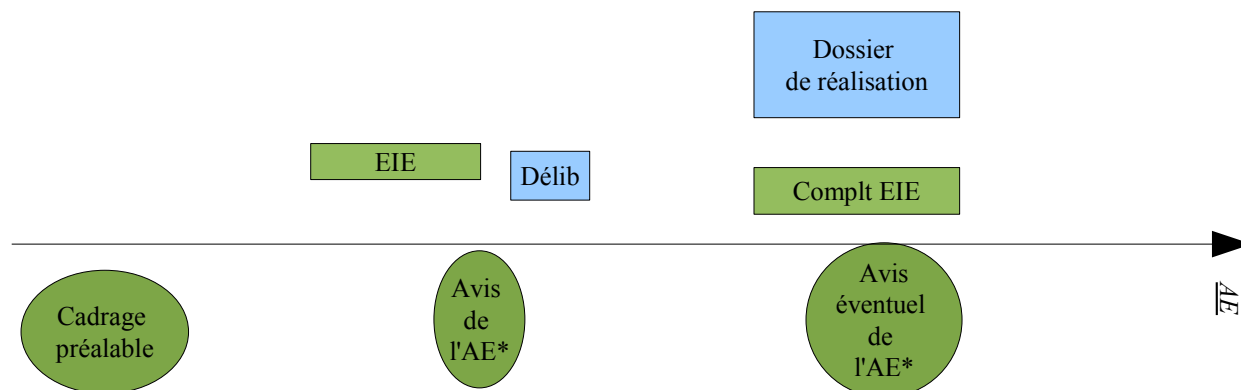 Dossier
de réalisation
EIE
Délib
Complt EIE
Cadrage
préalable
Avis
de
l'AE*
Avis
éventuel
de
l'AE*
AE